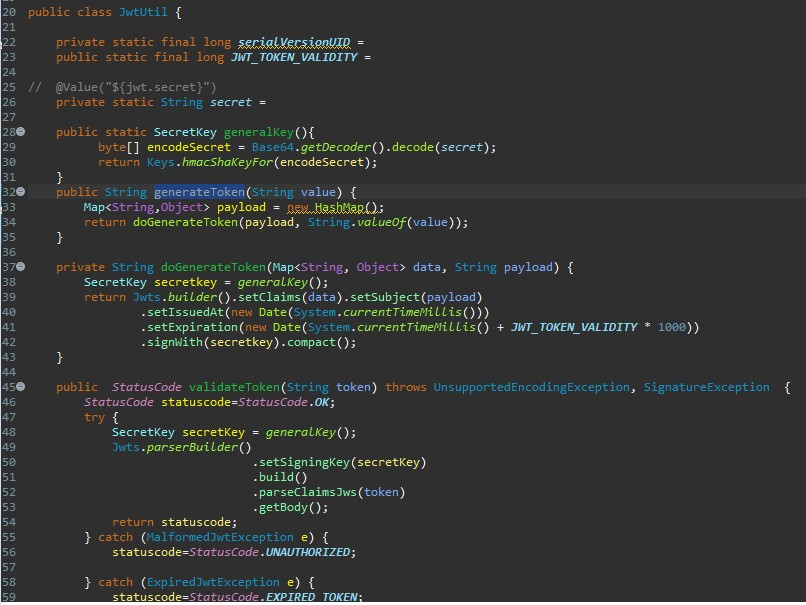 20 public class JwtUtil {
21
22     private static final long serialVersionUID =
23     public static final long JWT_TOKEN_VALIDITY =
24
25 //  @Value("${jwt.secret}")
26     private static String secret =
27
28     public static SecretKey generalKey(){
29           byte[] encodeSecret = Base64.getDecoder().decode(secret);
30           return Keys.hmacShaKeyFor(encodeSecret);
31     }
32     public String generateToken(String value) {
33         Map<String,Object> payload = new HashMap();
34         return doGenerateToken(payload, String.valueOf(value));
35     }
36
37     private String doGenerateToken(Map<String, Object> data, String payload) {
38         SecretKey secretkey = generalKey();
39         return Jwts.builder().setClaims(data).setSubject(payload)
40                 .setIssuedAt(new Date(System.currentTimeMillis()))
41                 .setExpiration(new Date(System.currentTimeMillis() + JWT_TOKEN_VALIDITY * 1000))
42                 .signWith(secretkey).compact();
43     }
44
45     public  StatusCode validateToken(String token) throws UnsupportedEncodingException, SignatureException  {
46         StatusCode statuscode=StatusCode.OK;
47         try {
48             SecretKey secretKey = generalKey();
49             Jwts.parserBuilder()
50                                 .setSigningKey(secretKey)
51                                 .build()
52                                 .parseClaimsJws(token)
53                                 .getBody();
54             return statuscode;
55         } catch (MalformedJwtException e) {
56             statuscode=StatusCode.UNAUTHORIZED;
57
58         } catch (ExpiredJwtException e) {
59             statuscode=StatusCode.EXPIRED_TOKEN;